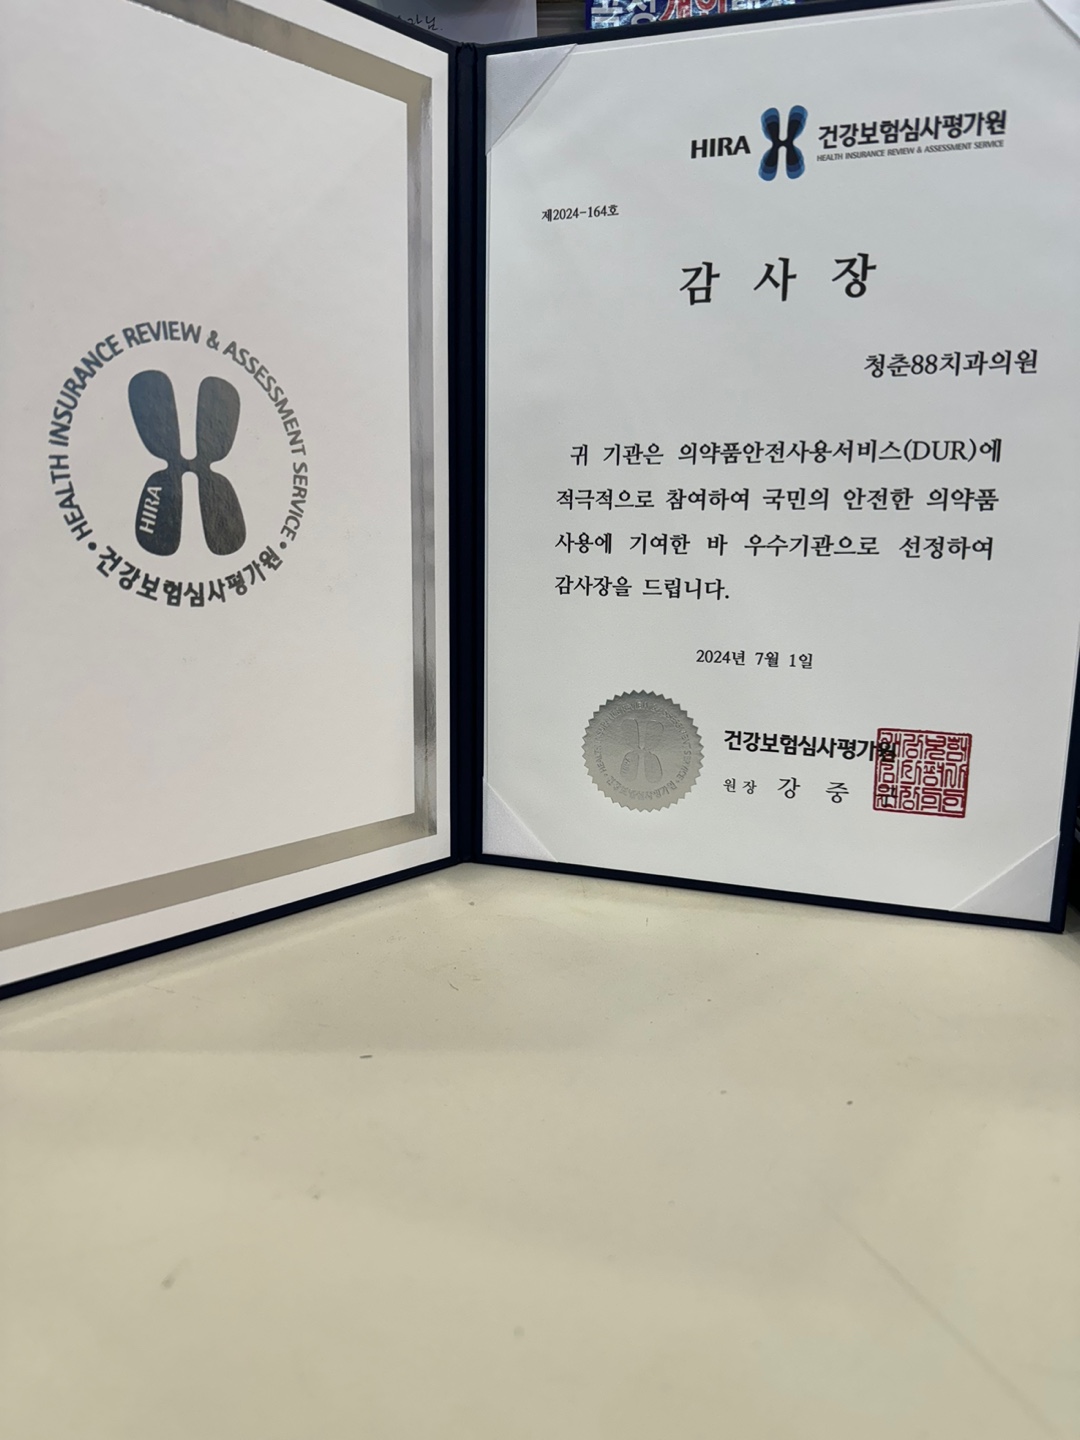 HEALTH INSURANCE REVIEW & ASSESSMENT SERVICE
HIRA
건강보험심사평가원
HIRA 건강보험심사평가원
HEALTH INSURANCE REVIEW & ASSESSMENT SERVICE
제2024-164호
감 사 장
청춘88치과의원
귀 기관은 의약품안전사용서비스(DUR)에
적극적으로 참여하여 국민의 안전한 의약품
사용에 기여한 바 우수기관으로 선정하여
감사장을 드립니다.
2024년 7월 1일
건강보험심사평가원
원장 강 중